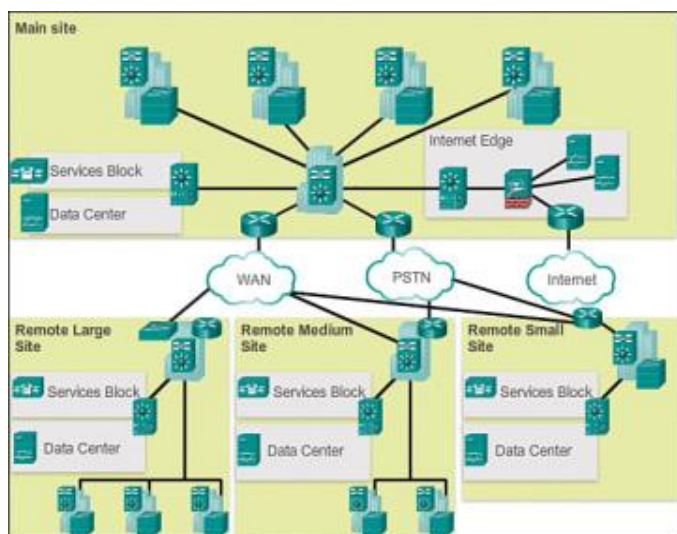 Main site
Internet Edge
Services Block
Data Center
WAN
PSTN
Internet
Remote Large
Site
Services Block
Data Center
Remote Medium
Site
Services Block
Data Center
Remote Small
Site
Services Block
Data Center